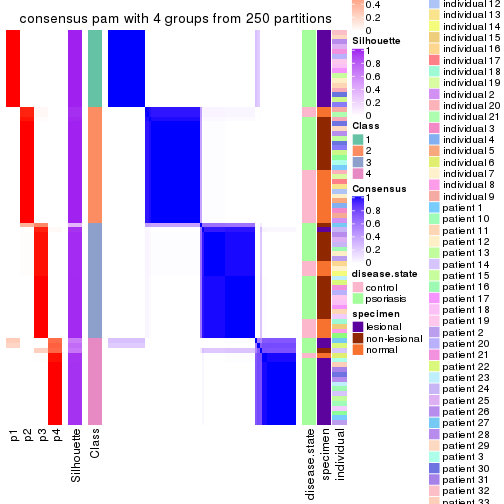 consensus pam with 4 groups from 250 partitions
p1
p2
p3
p4
Silhouette
Class
disease.state
specimen
individual
0.4
0.2
0
Silhouette
1
0.8
0.6
0.4
0.2
0
Class
1
2
3
4
Consensus
1
0.8
0.6
0.4
0.2
0
disease.state
control
psoriasis
specimen
lesional
non-lesional
normal
individual 12
individual 13
individual 14
individual 15
individual 16
individual 17
individual 18
individual 19
individual 2
individual 20
individual 21
individual 3
individual 4
individual 5
individual 6
individual 7
individual 8
individual 9
patient 1
patient 10
patient 11
patient 12
patient 13
patient 14
patient 15
patient 16
patient 17
patient 18
patient 19
patient 2
patient 20
patient 21
patient 22
patient 23
patient 24
patient 25
patient 26
patient 27
patient 28
patient 29
patient 3
patient 30
patient 31
patient 32
patient 33